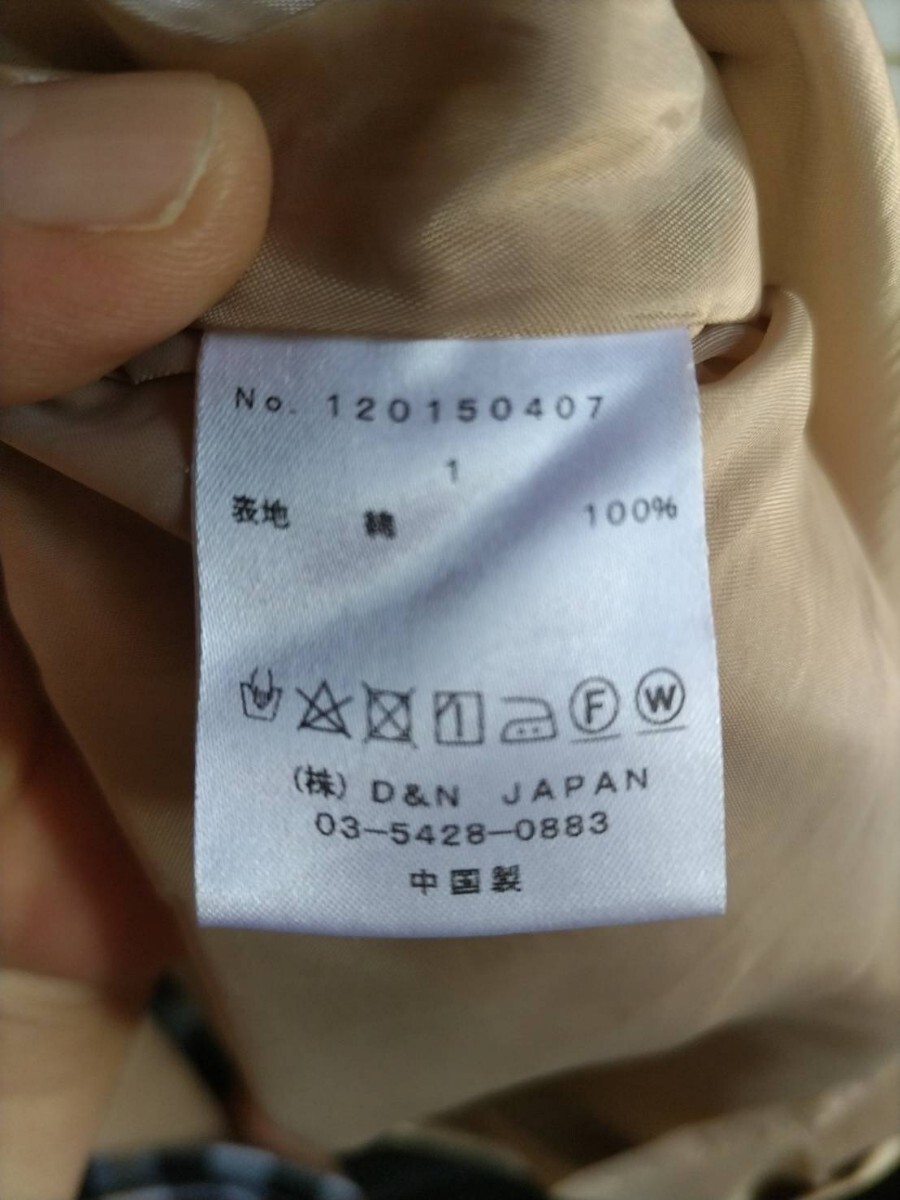 No. 120150407
1
表地 綿 100%
F W
(株) D&N JAPAN
03-5428-0883
中国製